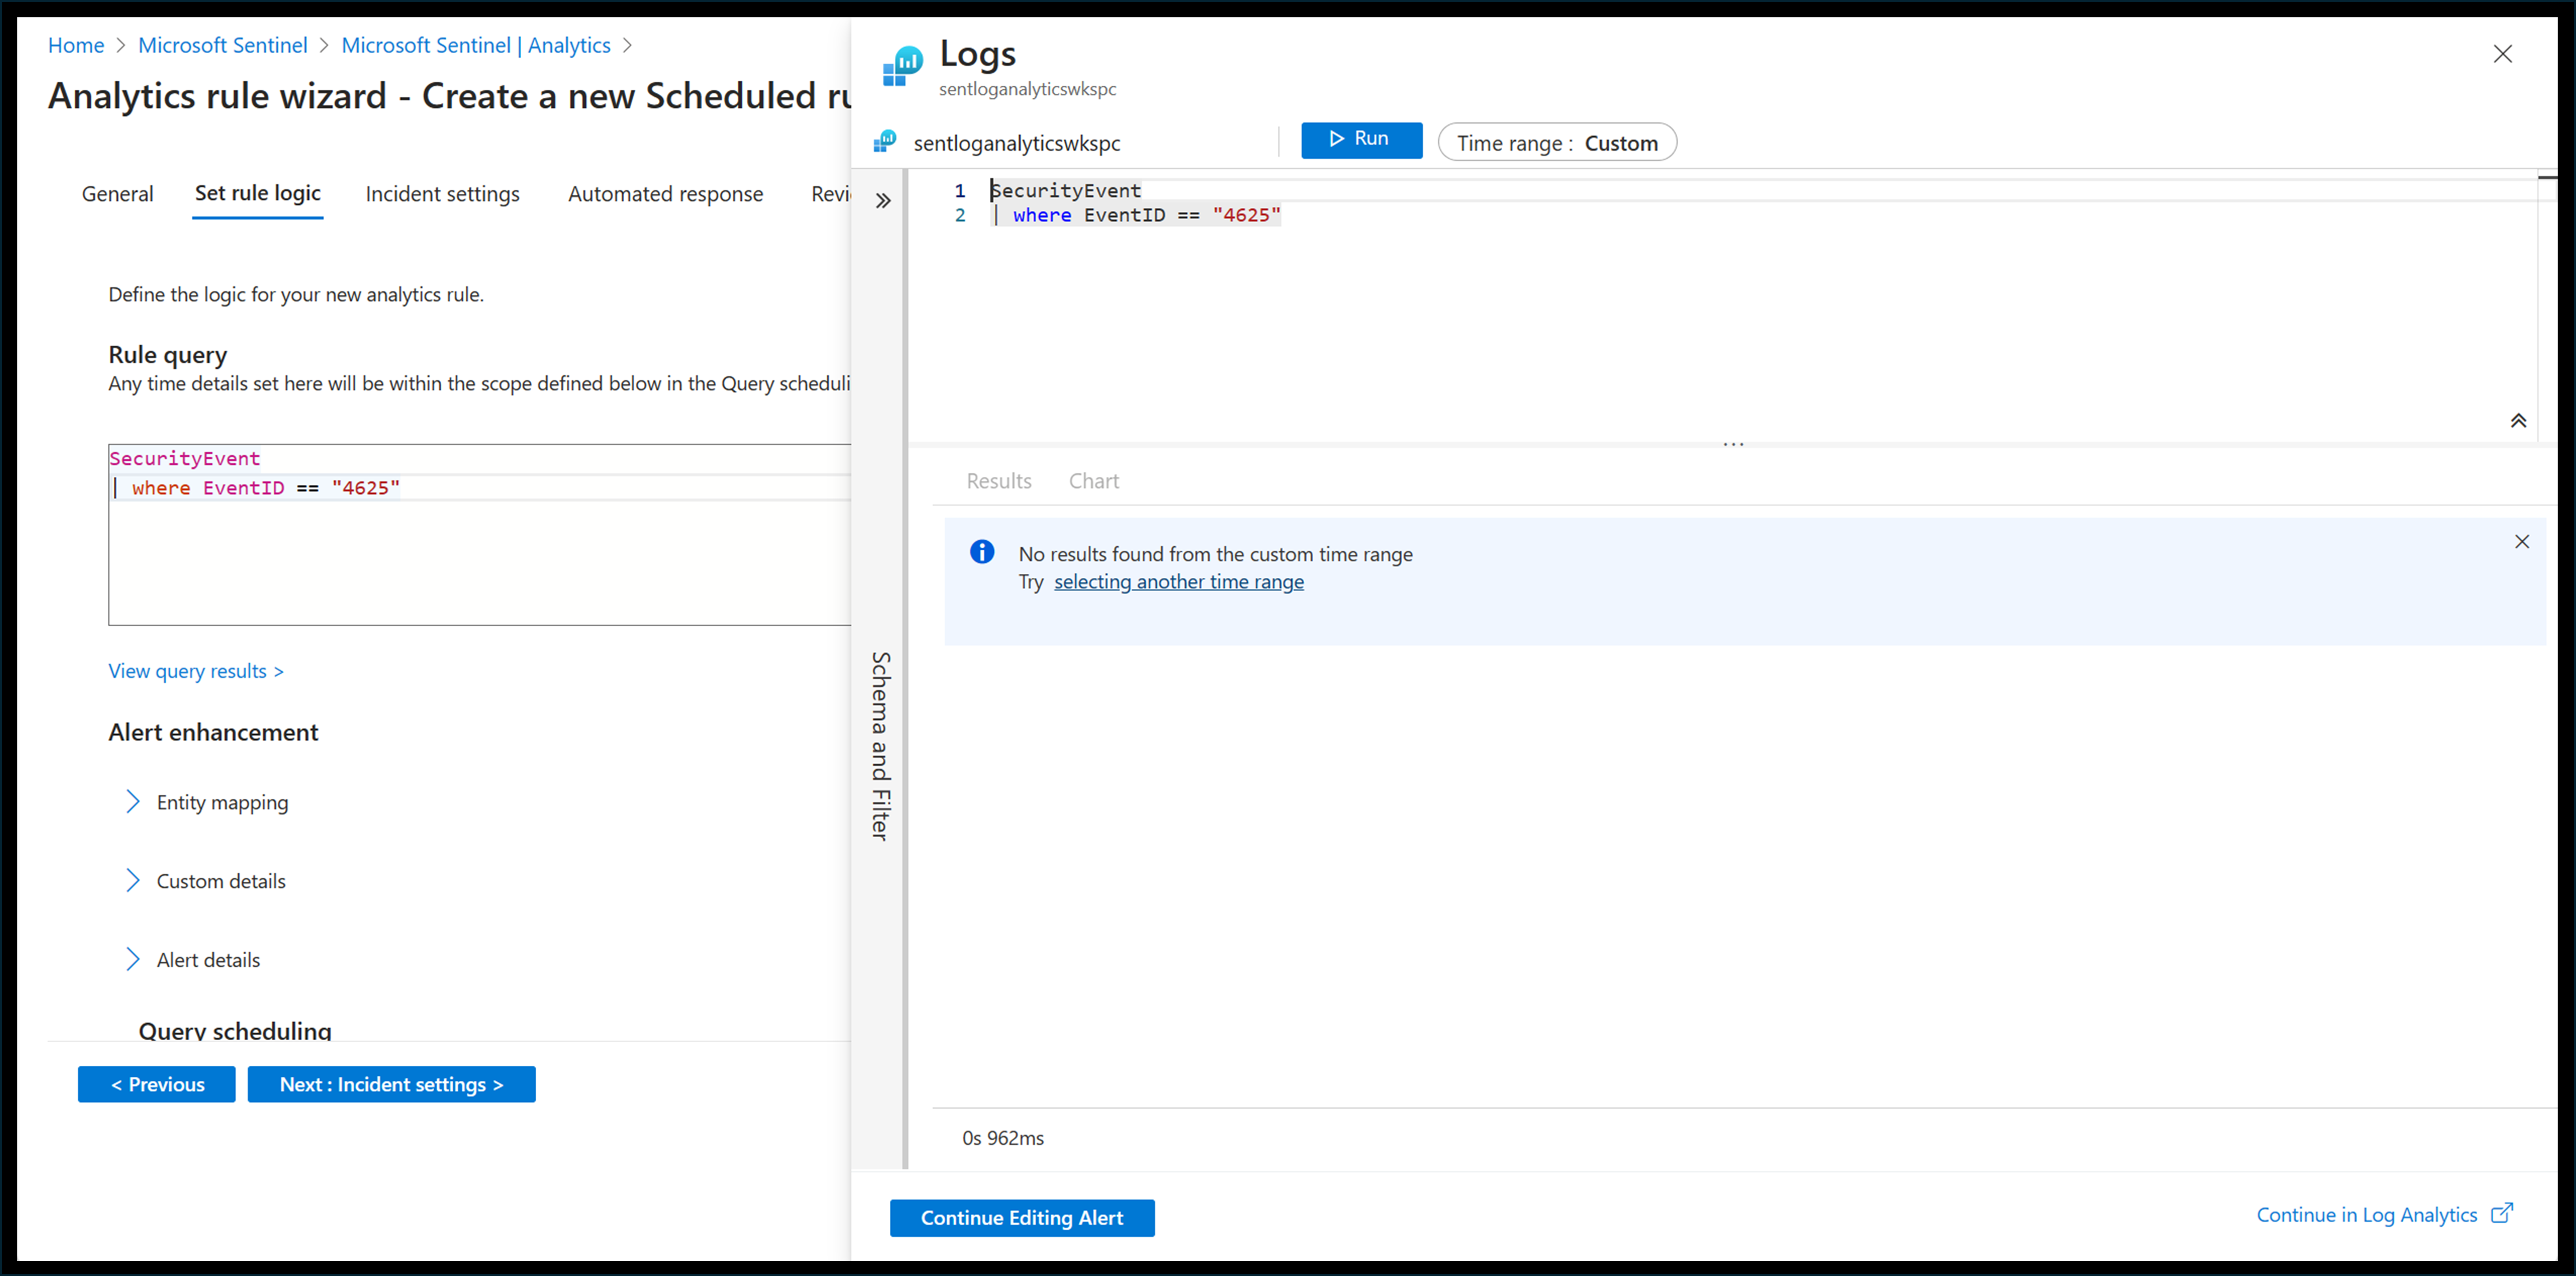 Home > Microsoft Sentinel > Microsoft Sentinel | Analytics >
Analytics rule wizard - Create a new Scheduled ru
General Set rule logic Incident settings Automated response Revi
Define the logic for your new analytics rule.
Rule query
Any time details set here will be within the scope defined below in the Query scheduli
SecurityEvent
| where EventID == "4625"
View query results >
Alert enhancement
Entity mapping
Custom details
Alert details
Query scheduling
< Previous
Next : Incident settings >
Logs
sentloganalyticswkspc
sentloganalyticswkspc
Run
Time range : Custom
1 SecurityEvent
2 | where EventID == "4625"
...
Schema and Filter
Results Chart
No results found from the custom time range
Try selecting another time range
0s 962ms
Continue Editing Alert
Continue in Log Analytics